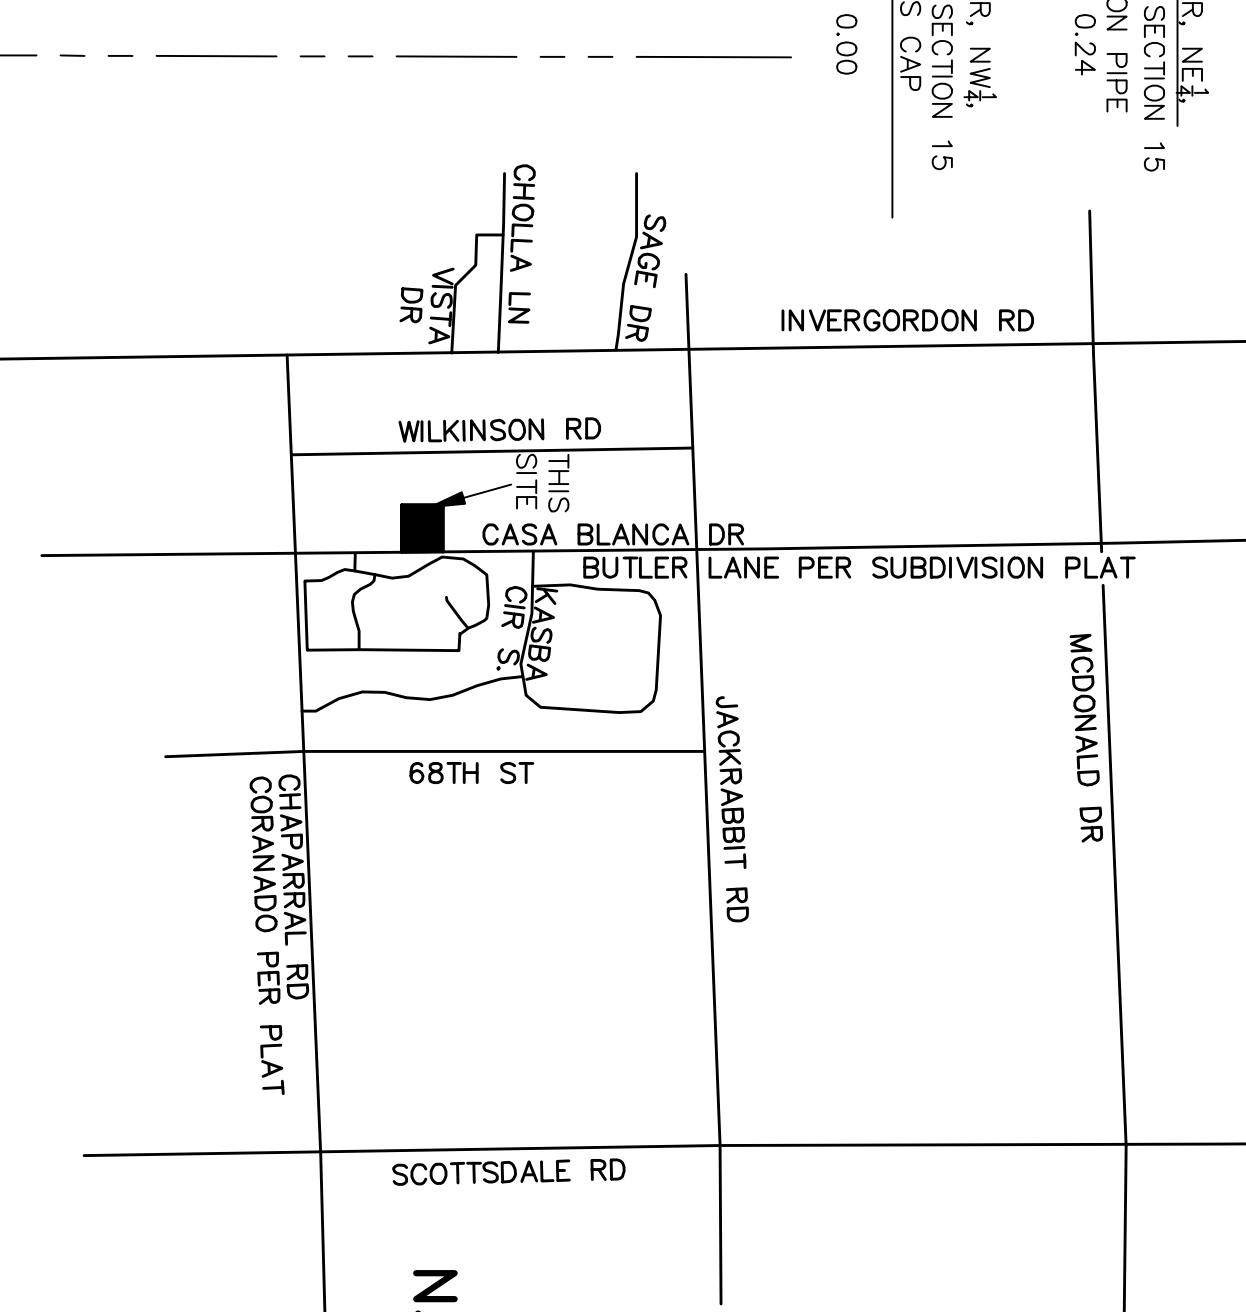 R, NE¼,
SECTION 15
ON PIPE
0.24
R, NW¼,
SECTION 15
S CAP
0.00
CHOLLA LN
SAGE DR
VISTA
DR
INVERGORDON RD
WILKINSON RD
THIS
SITE
CASA BLANCA DR
BUTLER LANE PER SUBDIVISION PLAT
KASBA
CIR S.
MCDONALD DR
JACKRABBIT RD
68TH ST
CHAPARRAL RD
CORANADO PER PLAT
SCOTTSDALE RD